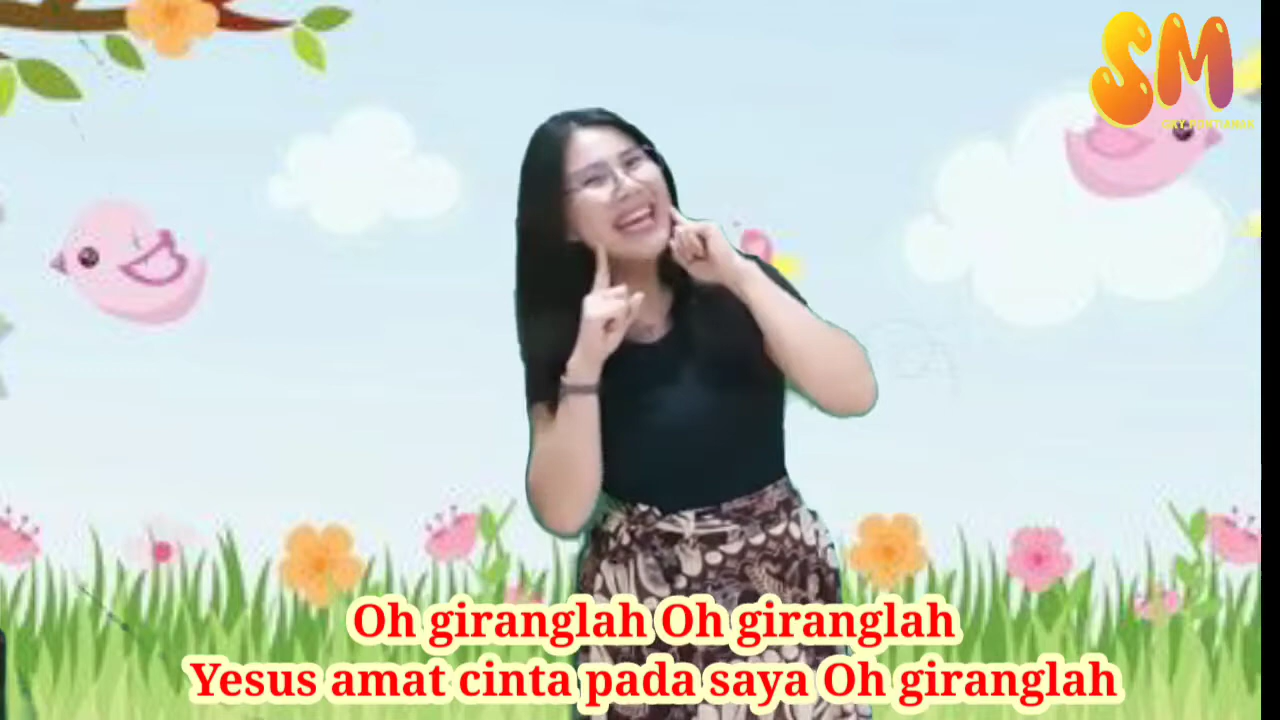 SM
Oh giranglah Oh giranglah
Yesus amat cinta pada saya Oh giranglah